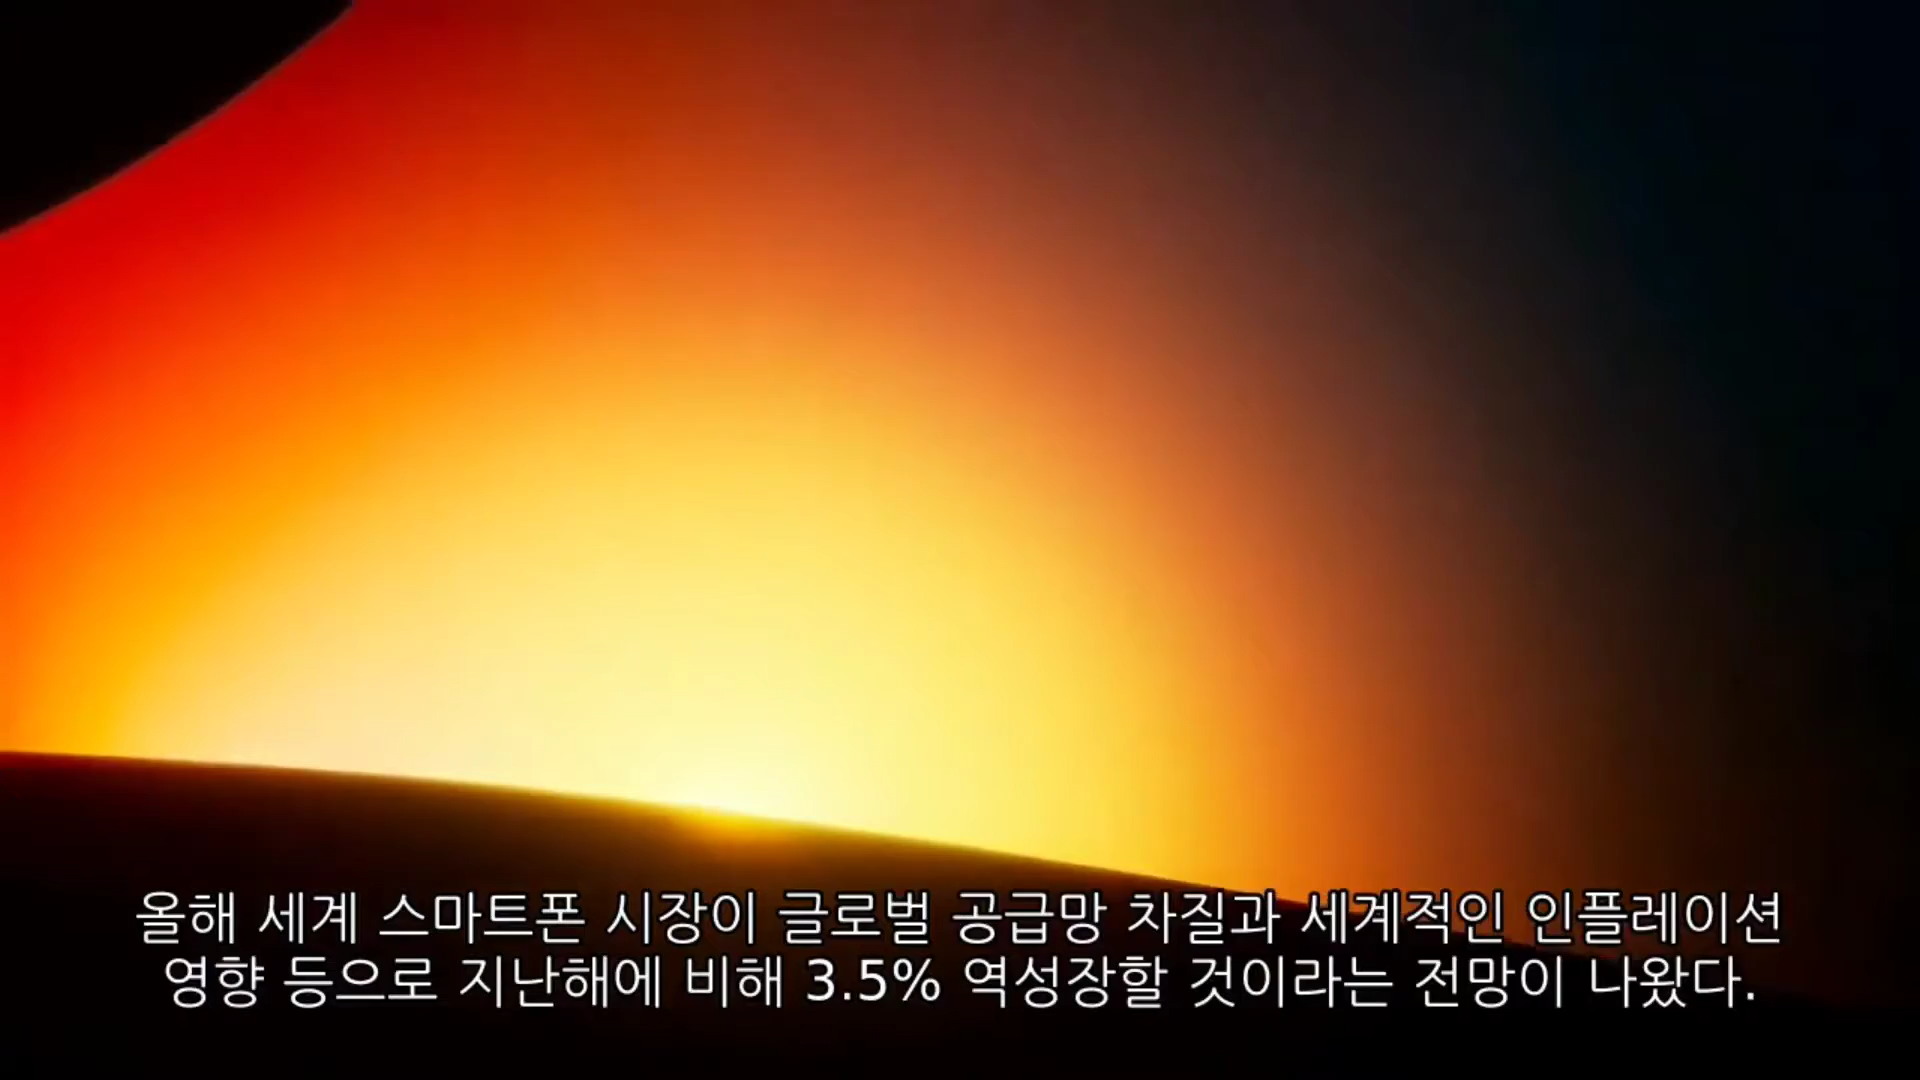 올해 세계 스마트폰 시장이 글로벌 공급망 차질과 세계적인 인플레이션
영향 등으로 지난해에 비해 3.5% 역성장할 것이라는 전망이 나왔다.